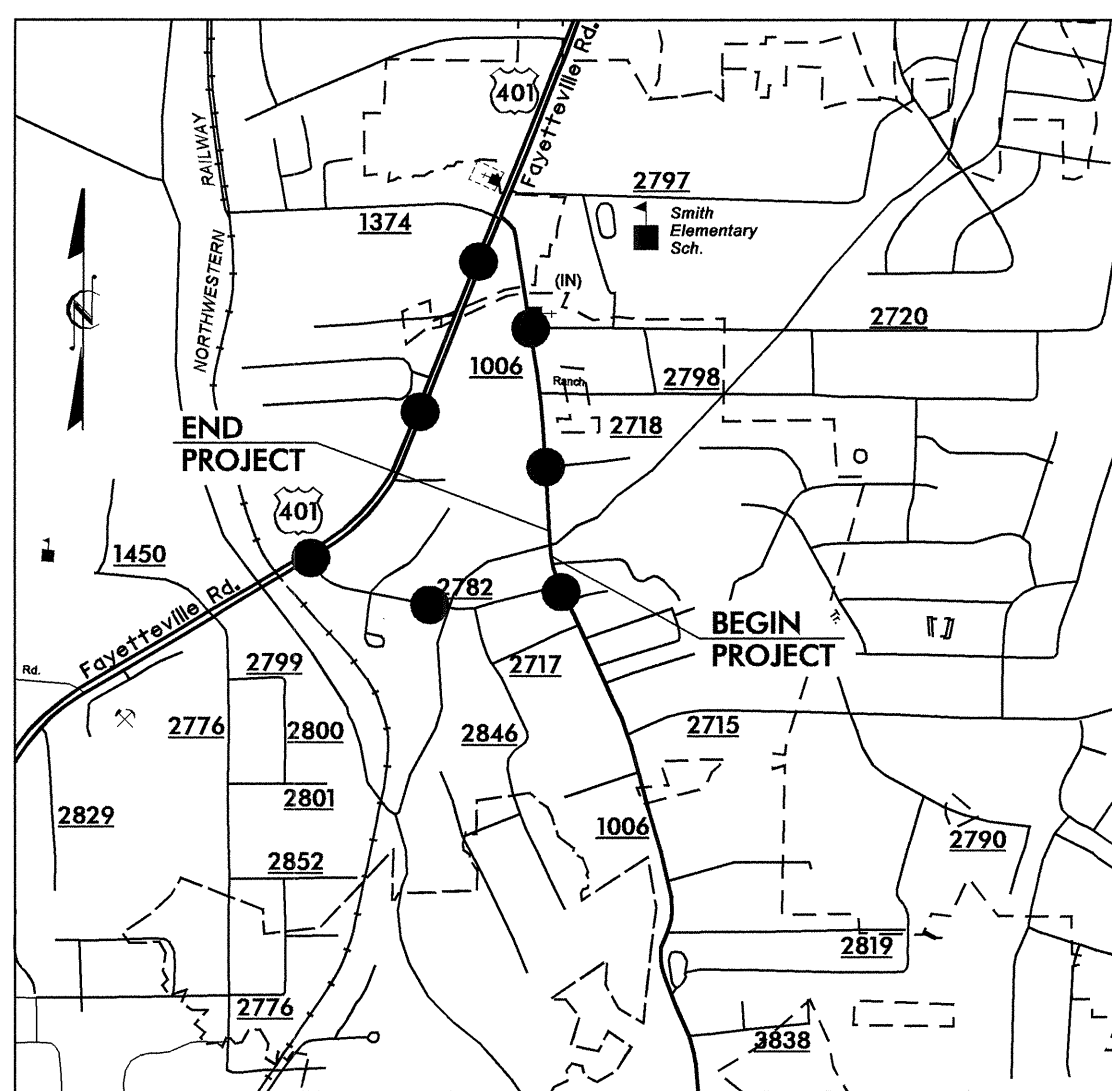 Fayetteville Rd.
401
RAILWAY
2797
Smith
Elementary
Sch.
1374
NORTHWESTERN
(IN)
N
2720
1006
Ranch
2798
2718
END
PROJECT
401
1450
2782
Fayetteville Rd.
BEGIN
PROJECT
Tr.
Rd.
2799
2717
2776
2800
2846
2715
2801
2829
1006
2790
2852
2819
2776
3838